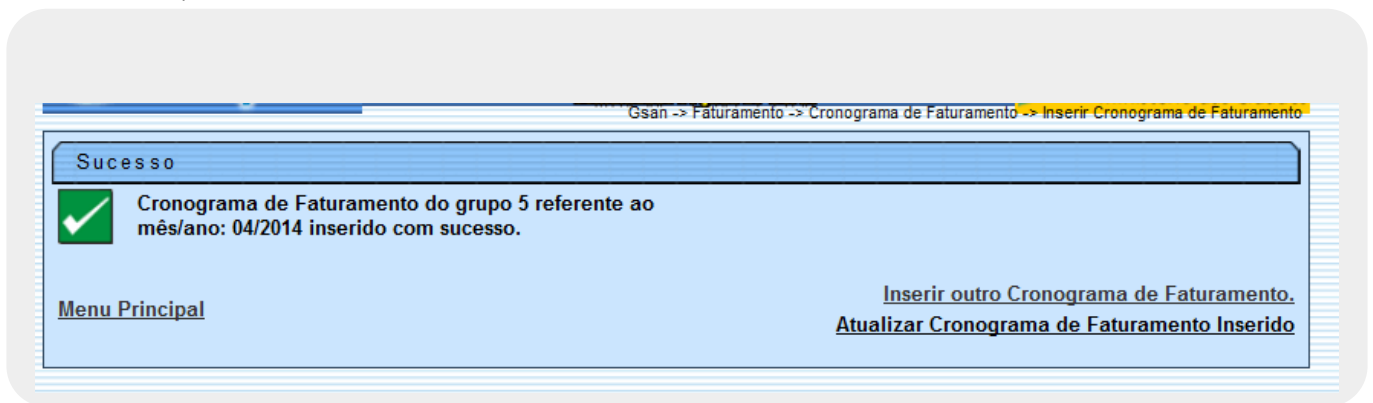 Gsan -> Faturamento -> Cronograma de Faturamento -> Inserir Cronograma de Faturamento
Sucesso
Cronograma de Faturamento do grupo 5 referente ao
mês/ano: 04/2014 inserido com sucesso.
Inserir outro Cronograma de Faturamento.
Menu Principal
Atualizar Cronograma de Faturamento Inserido